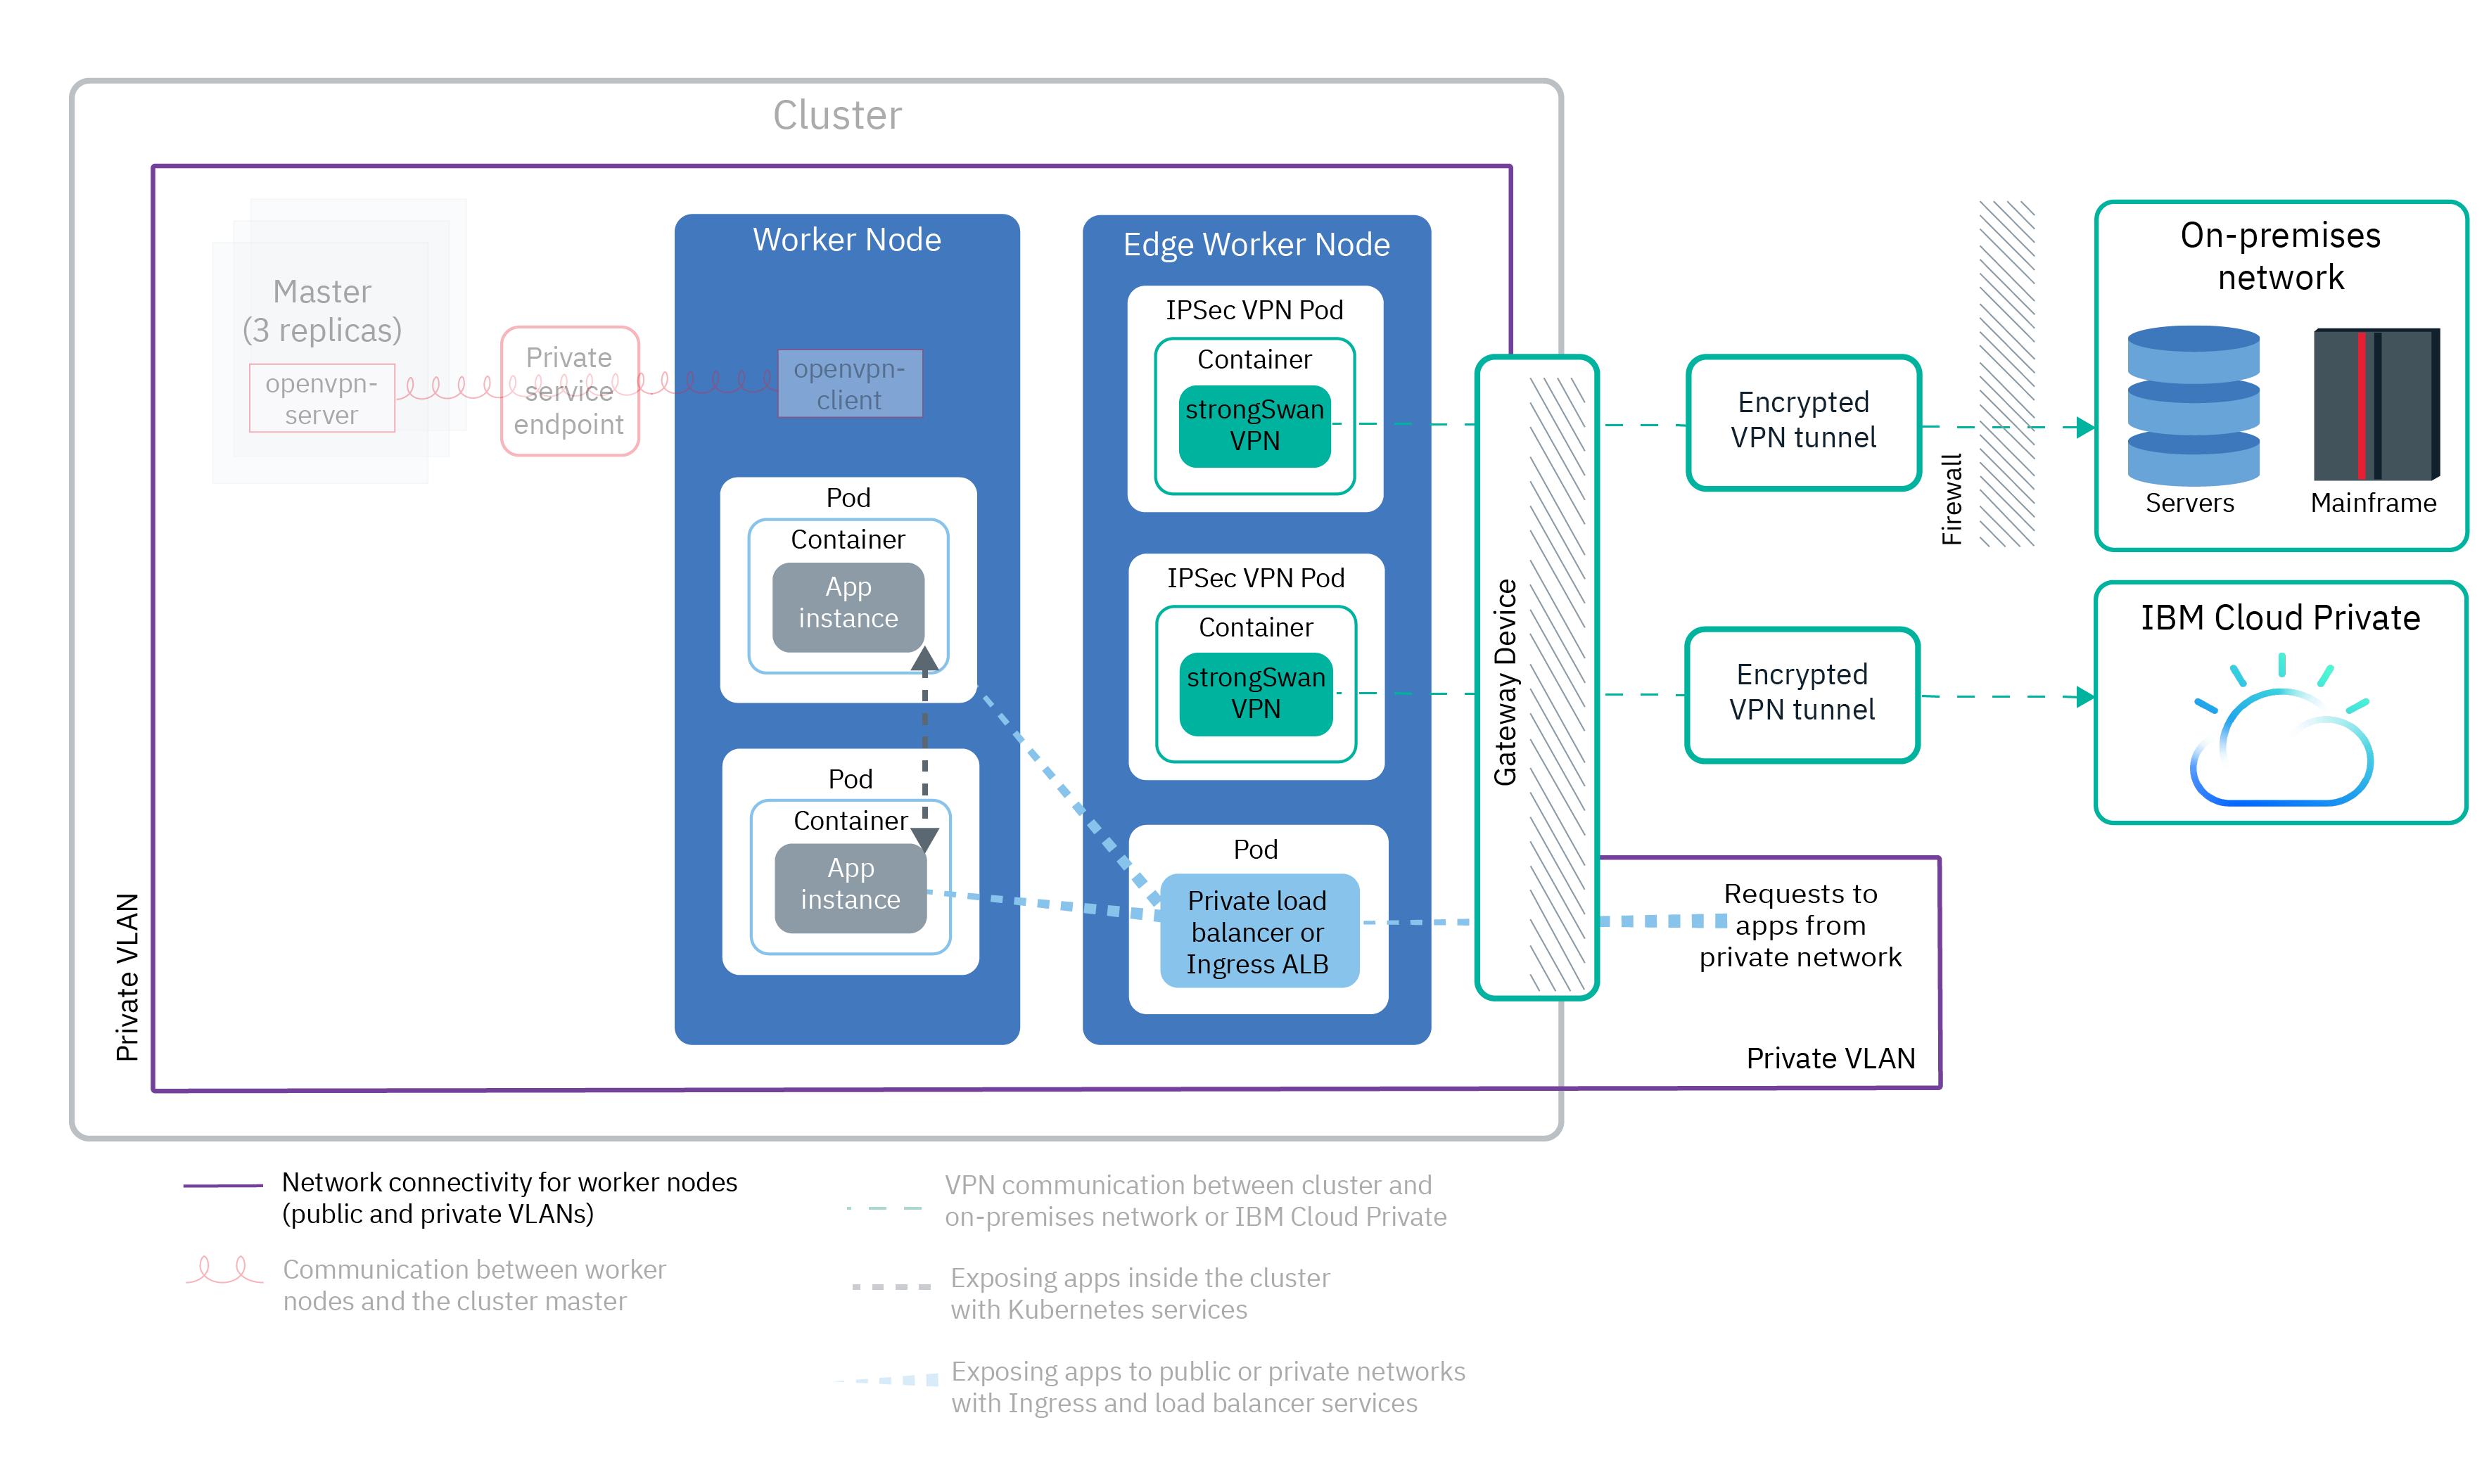 Cluster
Master
(3 replicas)
openvpn-
server
Private
service
endpoint
Worker Node
openvpn-
client
Pod
Container
App
instance
Pod
Container
App
instance
Edge Worker Node
IPSec VPN Pod
Container
strongSwan
VPN
IPSec VPN Pod
Container
strongSwan
VPN
Pod
Private load
balancer or
Ingress ALB
Gateway Device
Encrypted
VPN tunnel
Firewall
On-premises
network
Servers
Mainframe
Encrypted
VPN tunnel
IBM Cloud Private
Requests to
apps from
private network
Private VLAN
Private VLAN
Network connectivity for worker nodes
(public and private VLANs)
Communication between worker
nodes and the cluster master
VPN communication between cluster and
on-premises network or IBM Cloud Private
Exposing apps inside the cluster
with Kubernetes services
Exposing apps to public or private networks
with Ingress and load balancer services